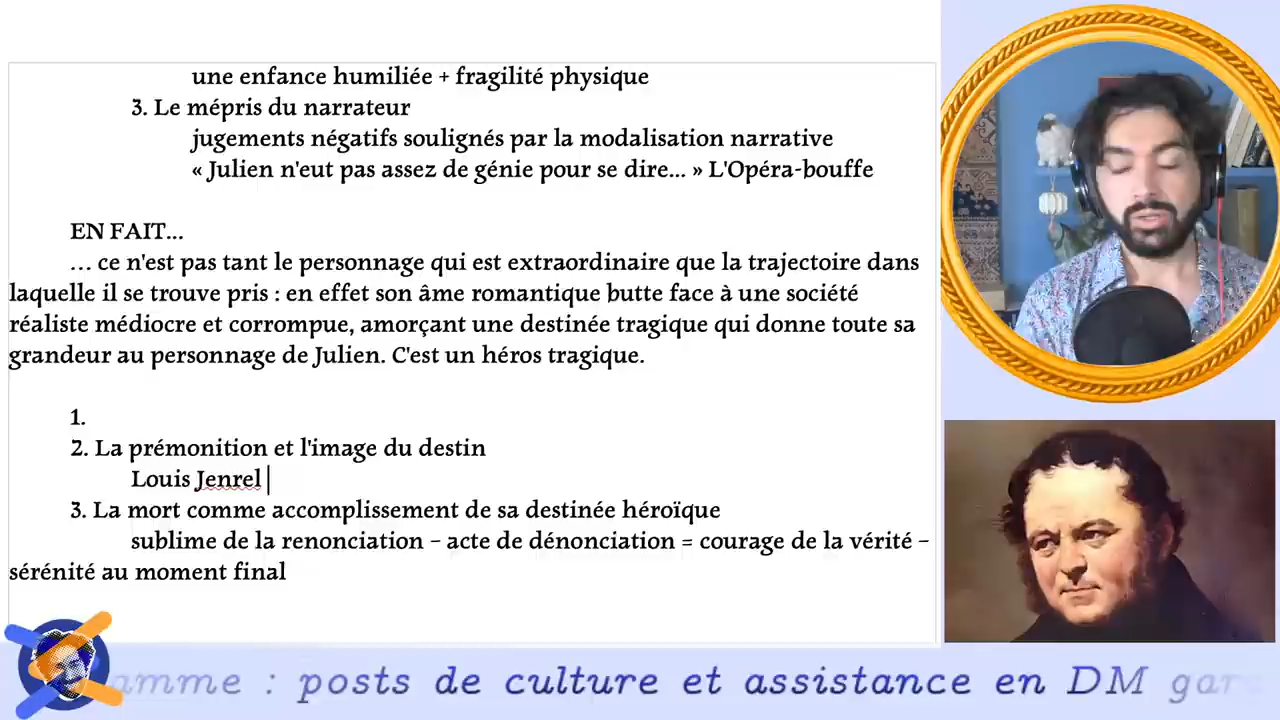 une enfance humiliée + fragilité physique
3. Le mépris du narrateur
jugements négatifs soulignés par la modalisation narrative
« Julien n'eut pas assez de génie pour se dire... » L'Opéra-bouffe
EN FAIT...
... ce n'est pas tant le personnage qui est extraordinaire que la trajectoire dans
laquelle il se trouve pris : en effet son âme romantique butte face à une société
réaliste médiocre et corrompue, amorçant une destinée tragique qui donne toute sa
grandeur au personnage de Julien. C'est un héros tragique.
1.
2. La prémonition et l'image du destin
Louis Jenrel
3. La mort comme accomplissement de sa destinée héroïque
sublime de la renonciation – acte de dénonciation = courage de la vérité –
sérénité au moment final
amme : posts de culture et assistance en DM gar